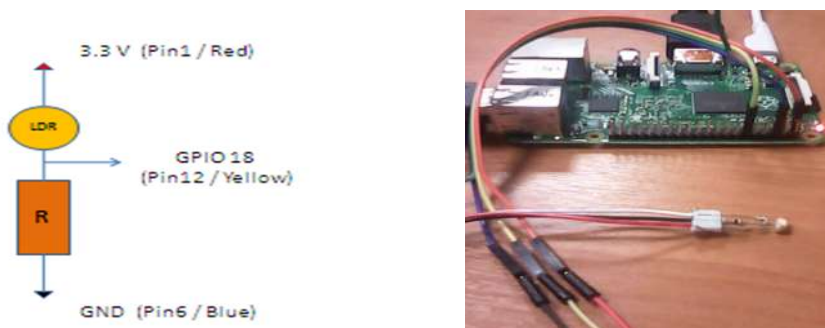 3.3 V (Pin1 / Red)
LDR
GPIO 18
(Pin12 / Yellow)
R
GND (Pin6 / Blue)